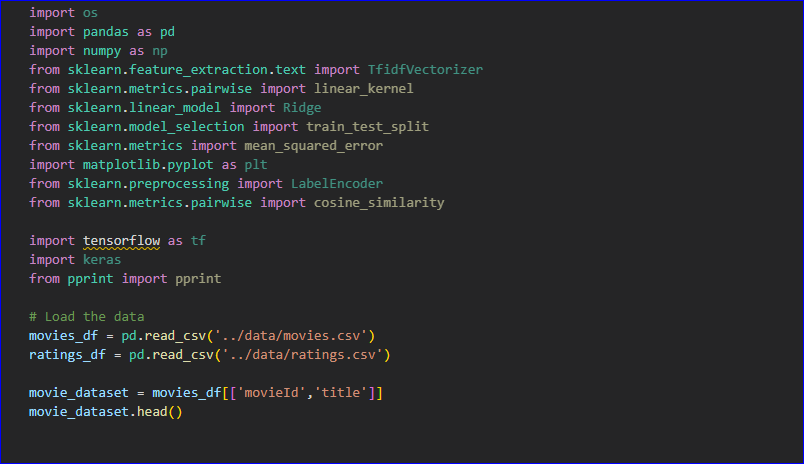 import os
import pandas as pd
import numpy as np
from sklearn.feature_extraction.text import TfidfVectorizer
from sklearn.metrics.pairwise import linear_kernel
from sklearn.linear_model import Ridge
from sklearn.model_selection import train_test_split
from sklearn.metrics import mean_squared_error
import matplotlib.pyplot as plt
from sklearn.preprocessing import LabelEncoder
from sklearn.metrics.pairwise import cosine_similarity
import tensorflow as tf
import keras
from pprint import pprint
# Load the data
movies_df = pd.read_csv('../data/movies.csv')
ratings_df = pd.read_csv('../data/ratings.csv')
movie_dataset = movies_df[['movieId','title']]
movie_dataset.head()